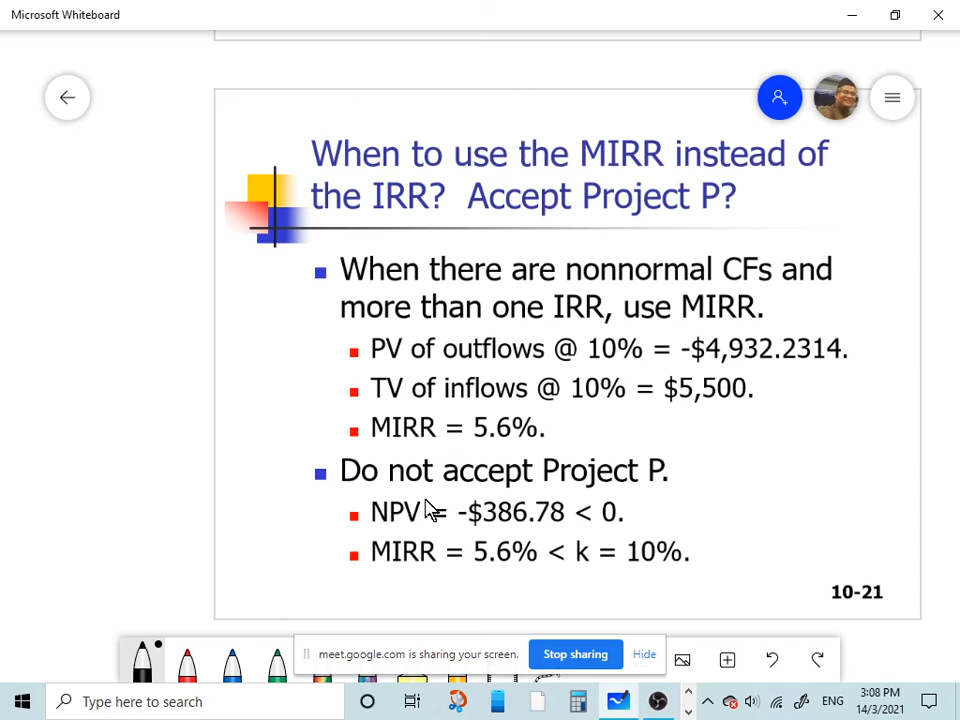 Microsoft Whiteboard
When to use the MIRR instead of
the IRR? Accept Project P?
When there are nonnormal CFs and
more than one IRR, use MIRR.
PV of outflows @ 10% = -$4,932.2314.
TV of inflows @ 10% = $5,500.
MIRR = 5.6%.
Do not accept Project P.
NPV = -$386.78 < 0.
MIRR = 5.6% < k = 10%.
10-21
meet.google.com is sharing your screen.
Stop sharing
Hide
Type here to search
ENG
3:08 PM
14/3/2021